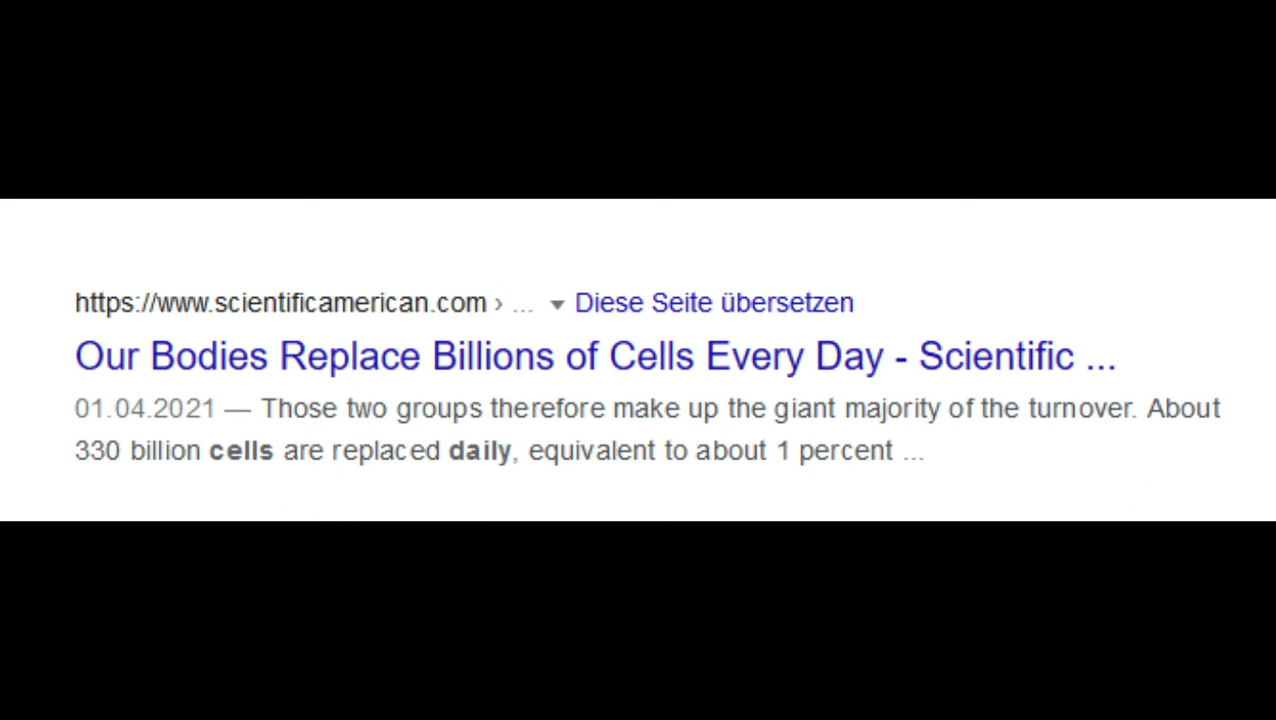 https://www.scientificamerican.com › ... Diese Seite übersetzen
Our Bodies Replace Billions of Cells Every Day - Scientific ...
01.04.2021 — Those two groups therefore make up the giant majority of the turnover. About
330 billion cells are replaced daily, equivalent to about 1 percent ...